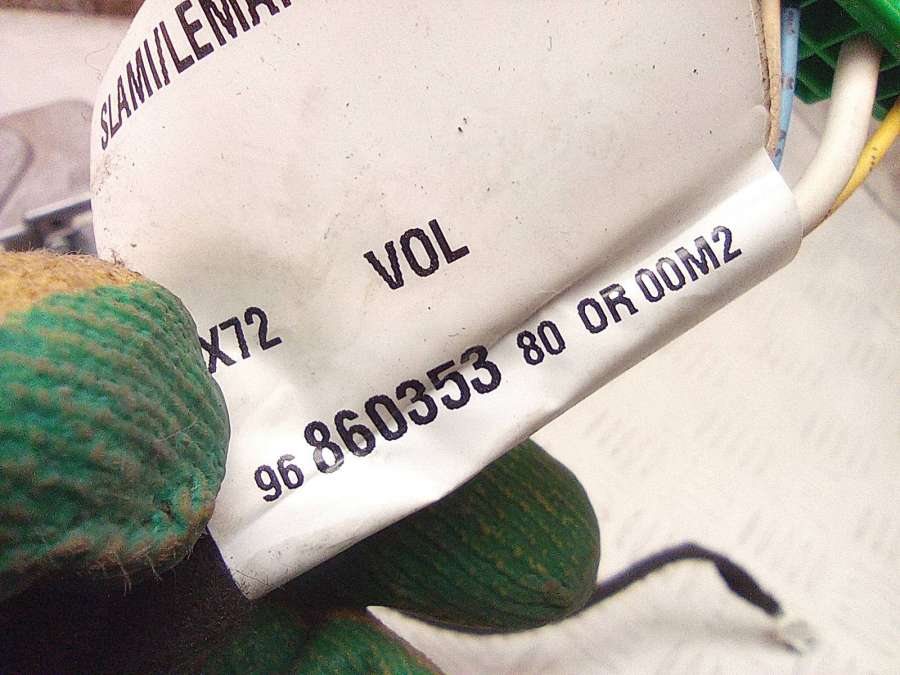 SLAMI/LEMA
X72 VOL
96 860353 80 OR 00M2